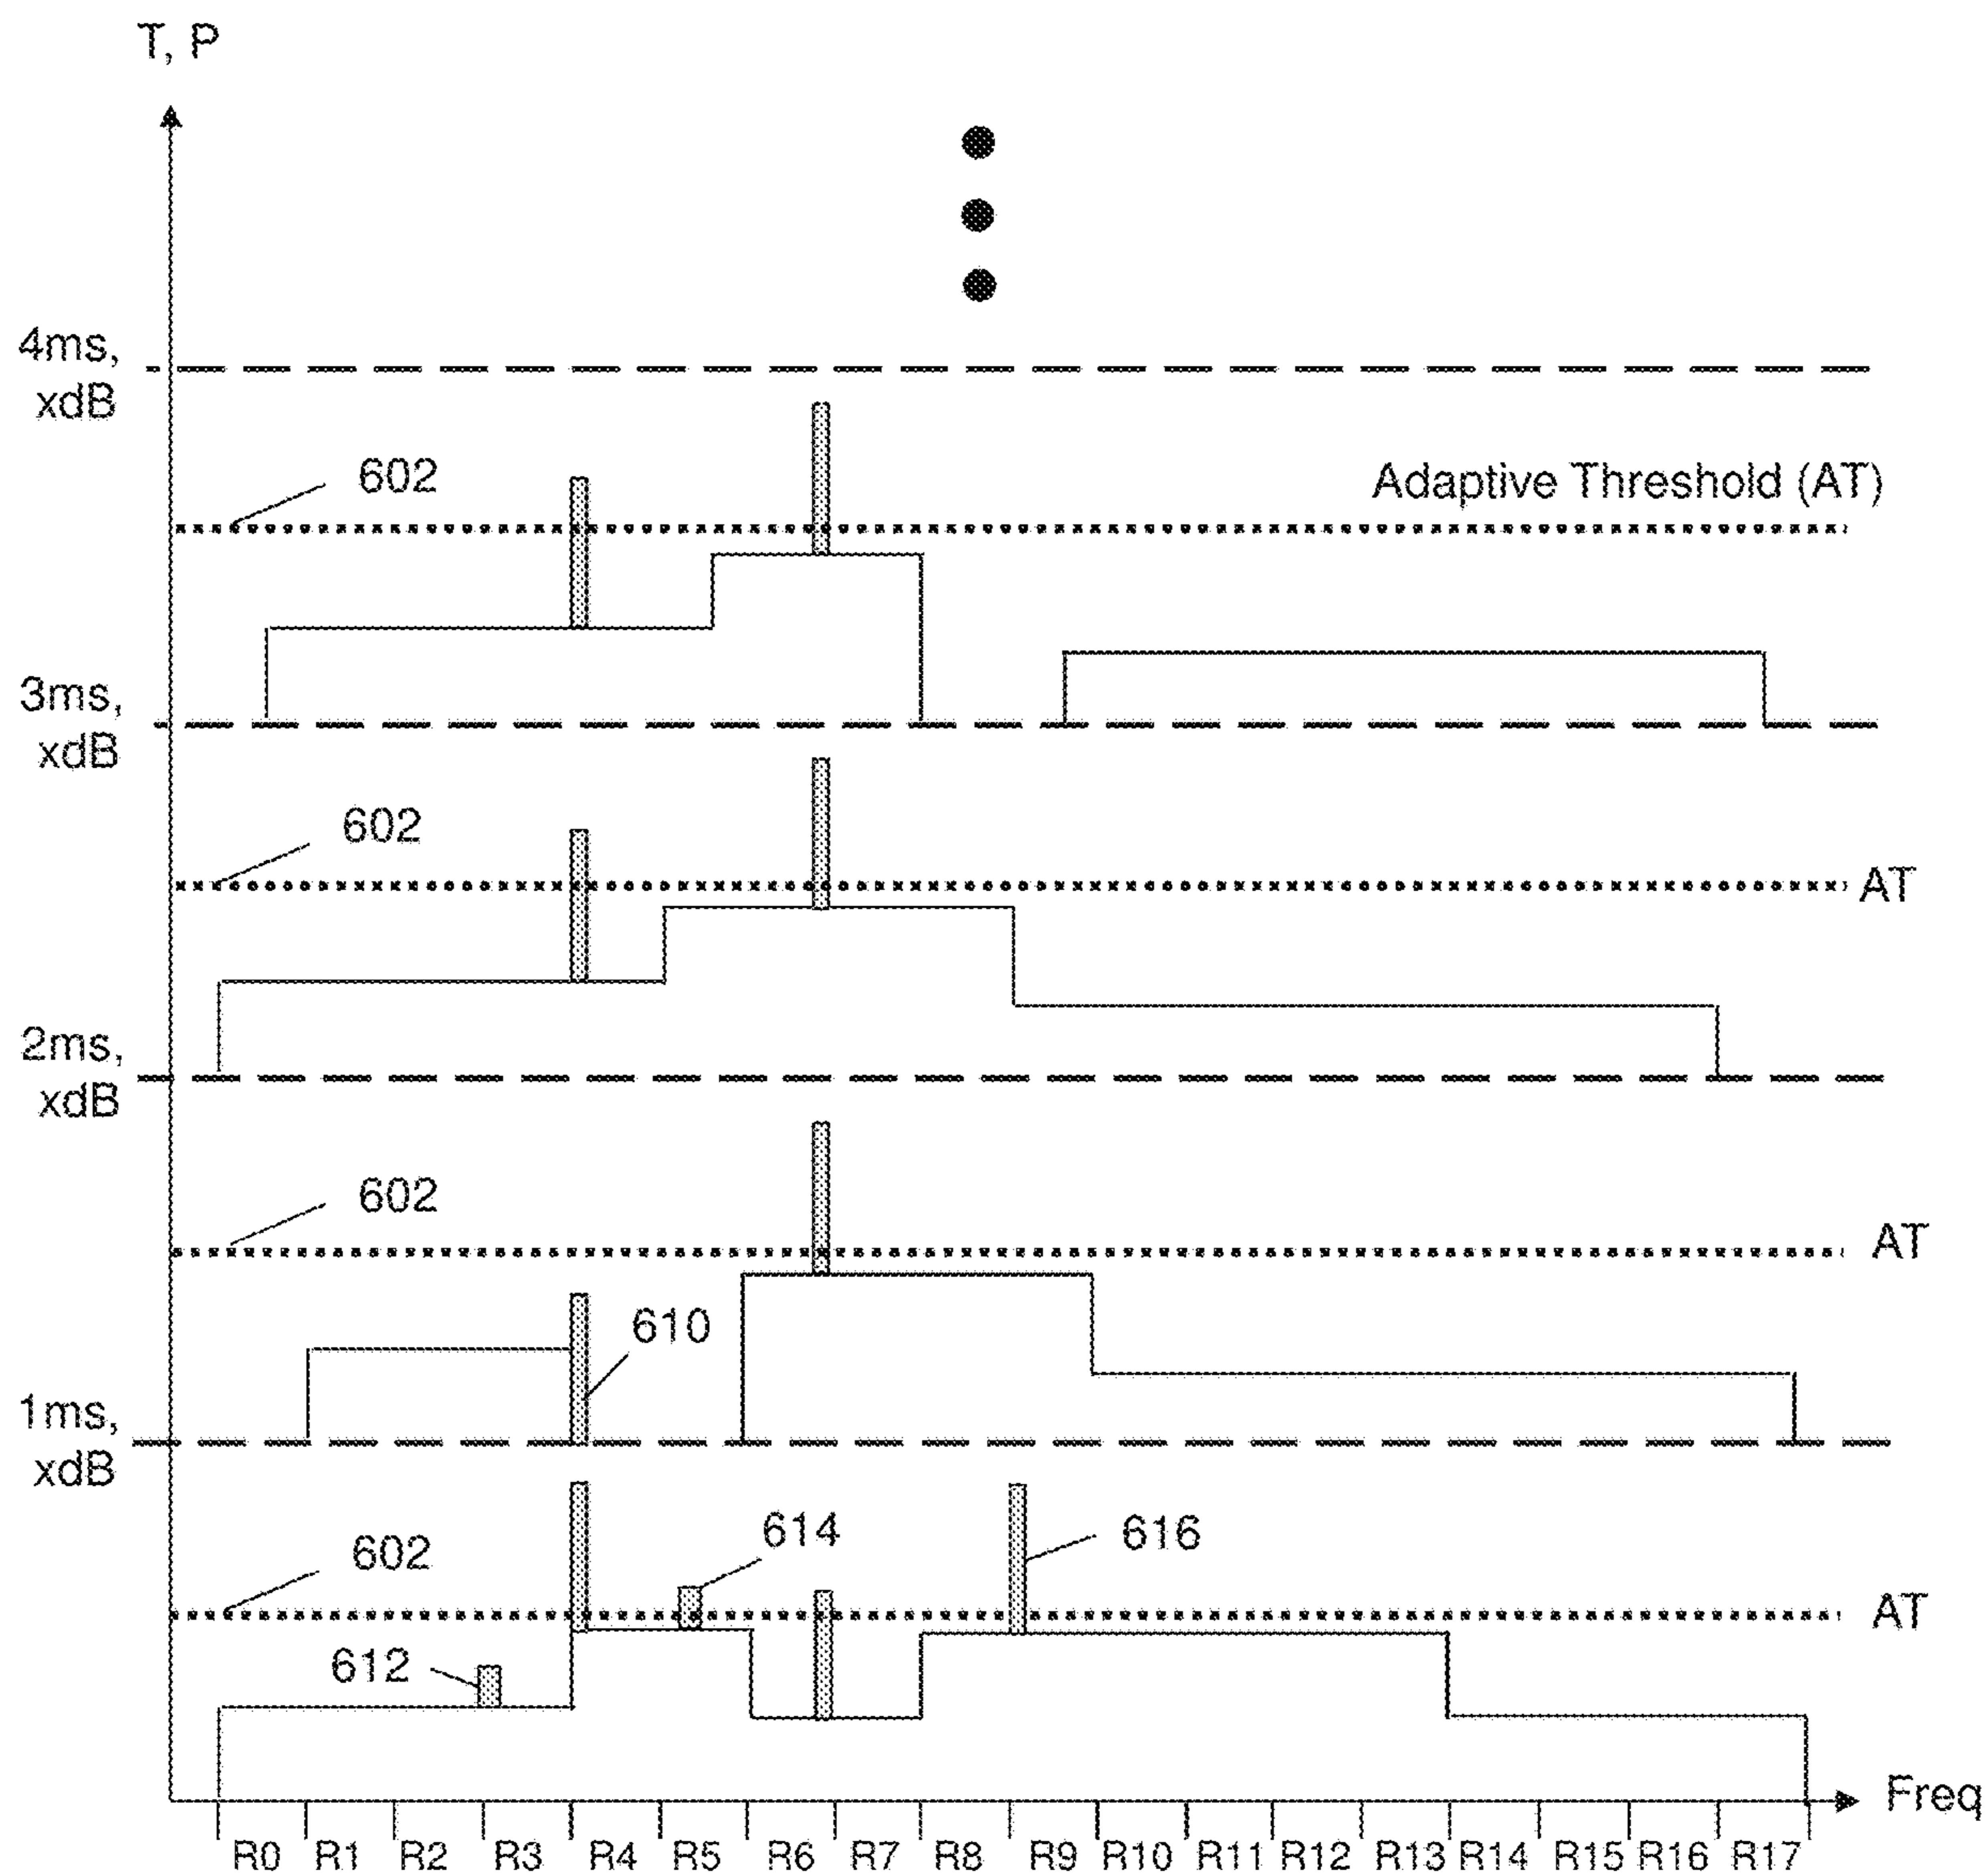 T, P
4ms,
xdB
602
Adaptive Threshold (AT)
3ms,
xdB
602
AT
2ms,
xdB
602
AT
610
1ms,
xdB
614
616
602
AT
612
Freq
R0 R1 R2 R3 R4 R5 R6 R7 R8 R9 R10 R11 R12 R13 R14 R15 R16 R17